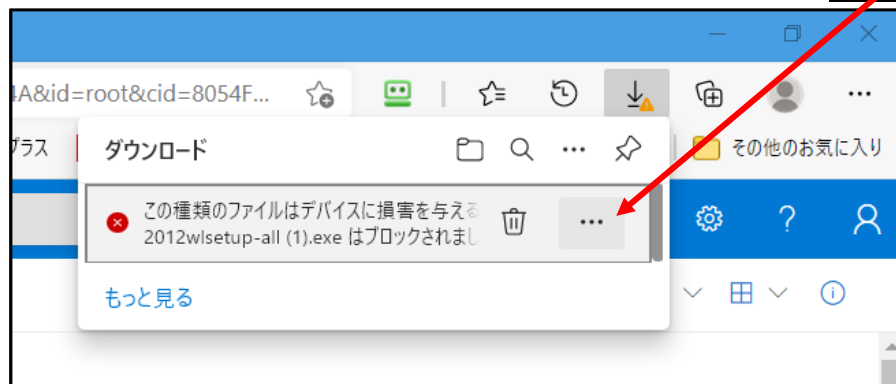 4A&id=root&cid=8054F...
プラス
その他のお気に入り
ダウンロード
この種類のファイルはデバイスに損害を与える
2012wlsetup-all (1).exe はブロックされまし
もっと見る